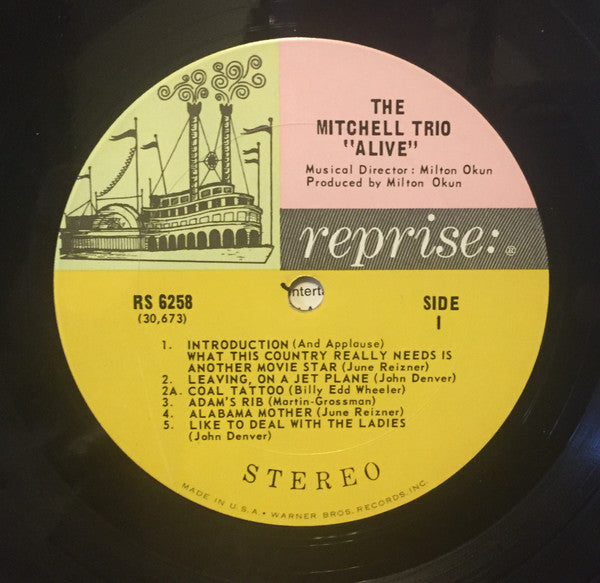 THE
MITCHELL TRIO
"ALIVE"
Musical Director: Milton Okun
Produced by Milton Okun
reprise: ®
RS 6258
(30,673)
SIDE
1
ntert
1. INTRODUCTION (And Applause)
WHAT THIS COUNTRY REALLY NEEDS IS
ANOTHER MOVIE STAR (June Reizner)
2. LEAVING, ON A JET PLANE (John Denver)
2A. COAL TATTOO (Billy Edd Wheeler)
3. ADAM'S RIB (Martin-Grossman)
4. ALABAMA MOTHER (June Reizner)
5. LIKE TO DEAL WITH THE LADIES
(John Denver)
STEREO
MADE IN U.S.A. • WARNER BROS. RECORDS, INC.